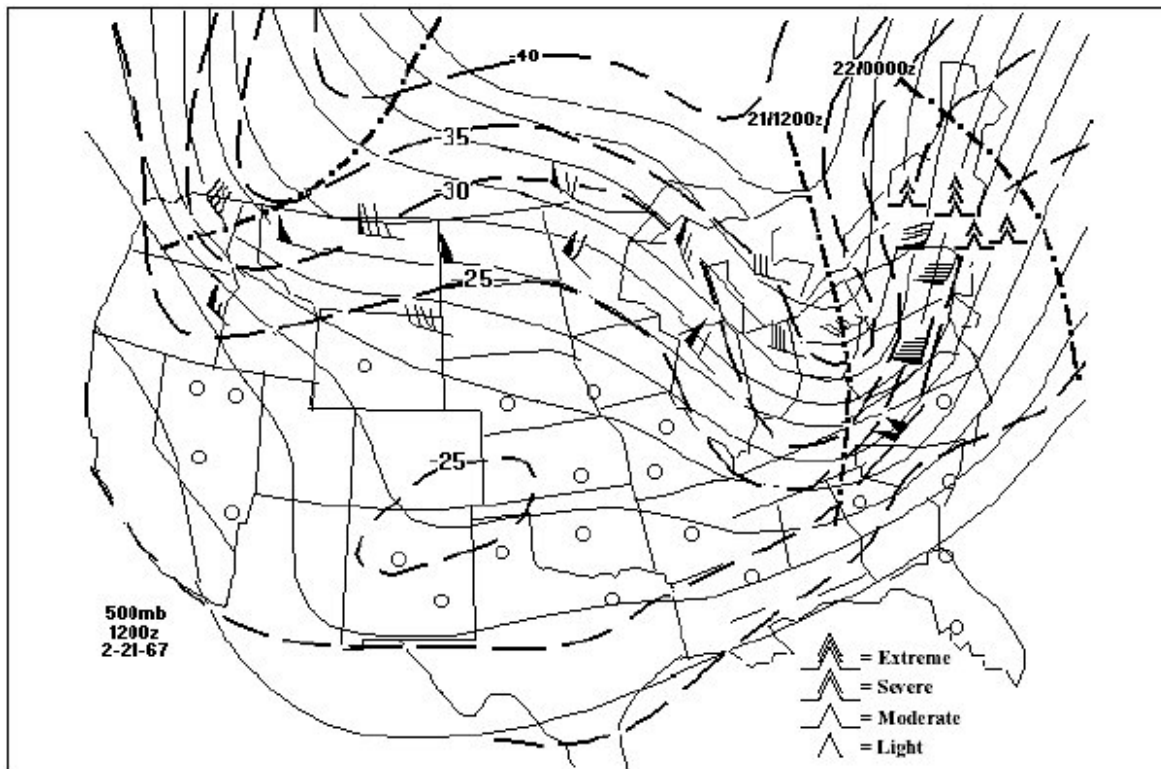 -40
22/0000z
21/1200z
-35
-30
-25
-25
500mb
1200z
2-21-67
= Extreme
= Severe
= Moderate
= Light